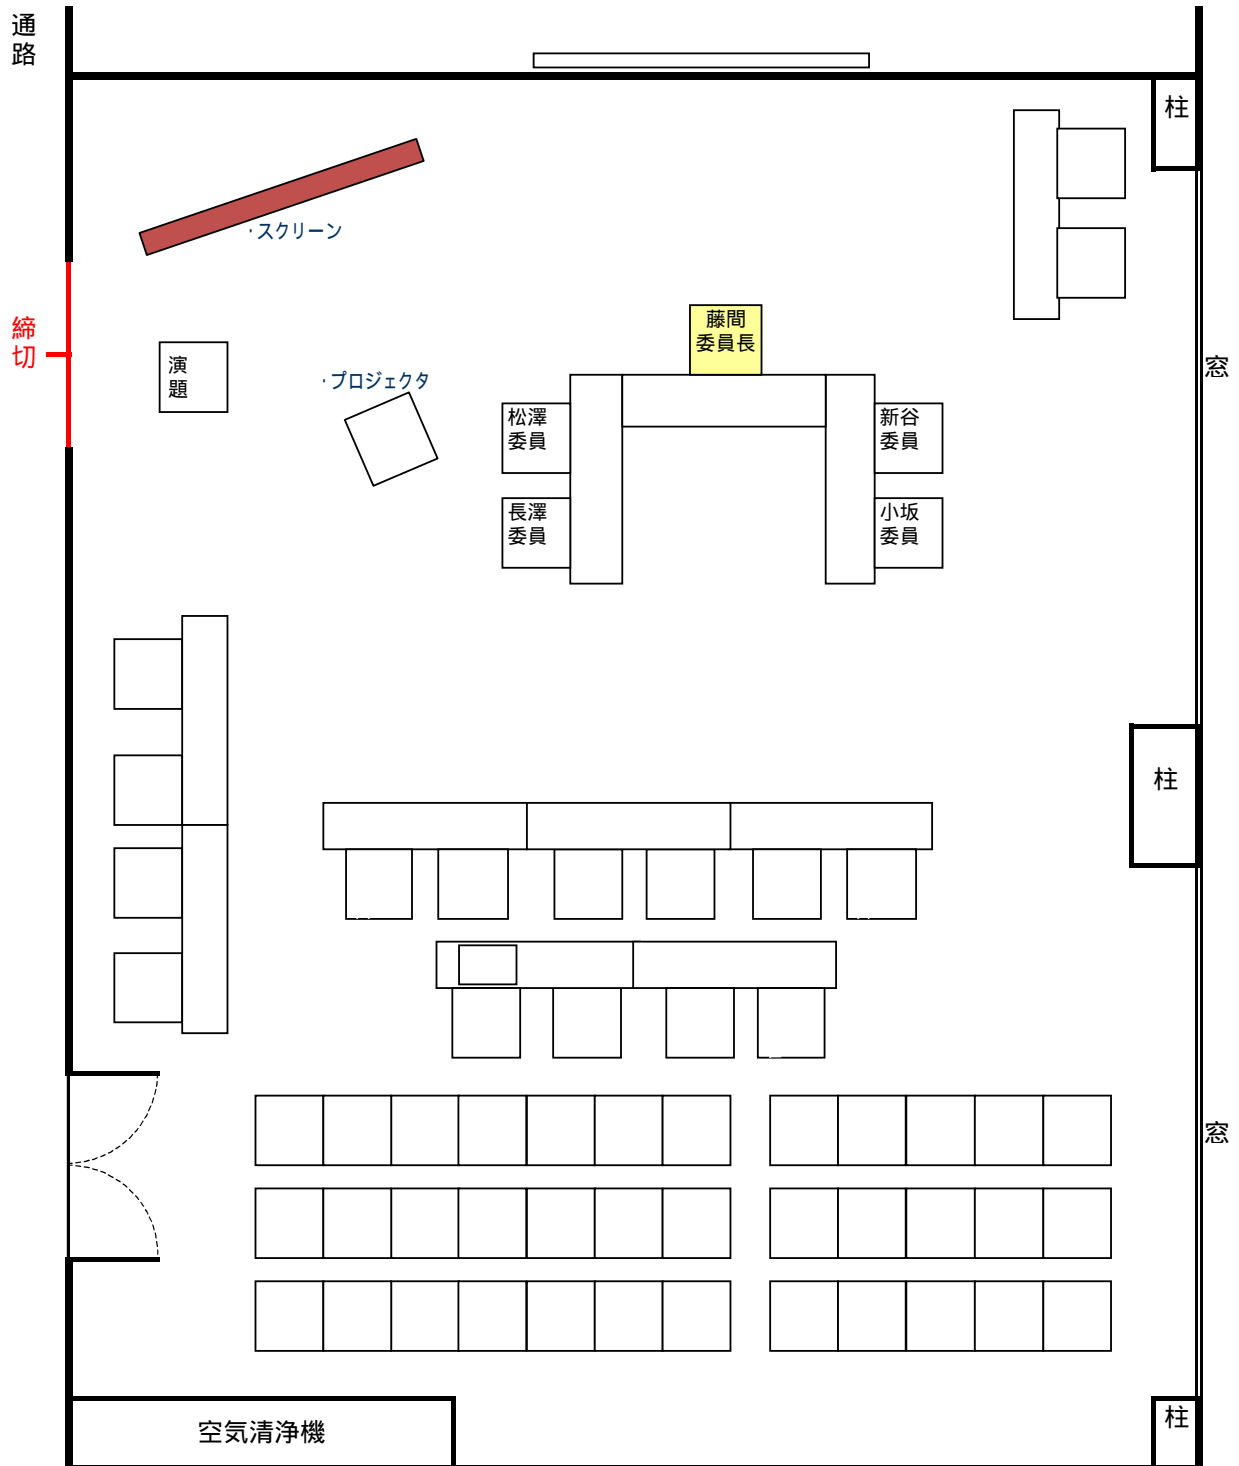 通
路
柱
・スクリーン
締
切
藤間
委員長
窓
演
題
・プロジェクタ
松澤
委員
新谷
委員
長澤
委員
小坂
委員
柱
窓
柱
空気清浄機